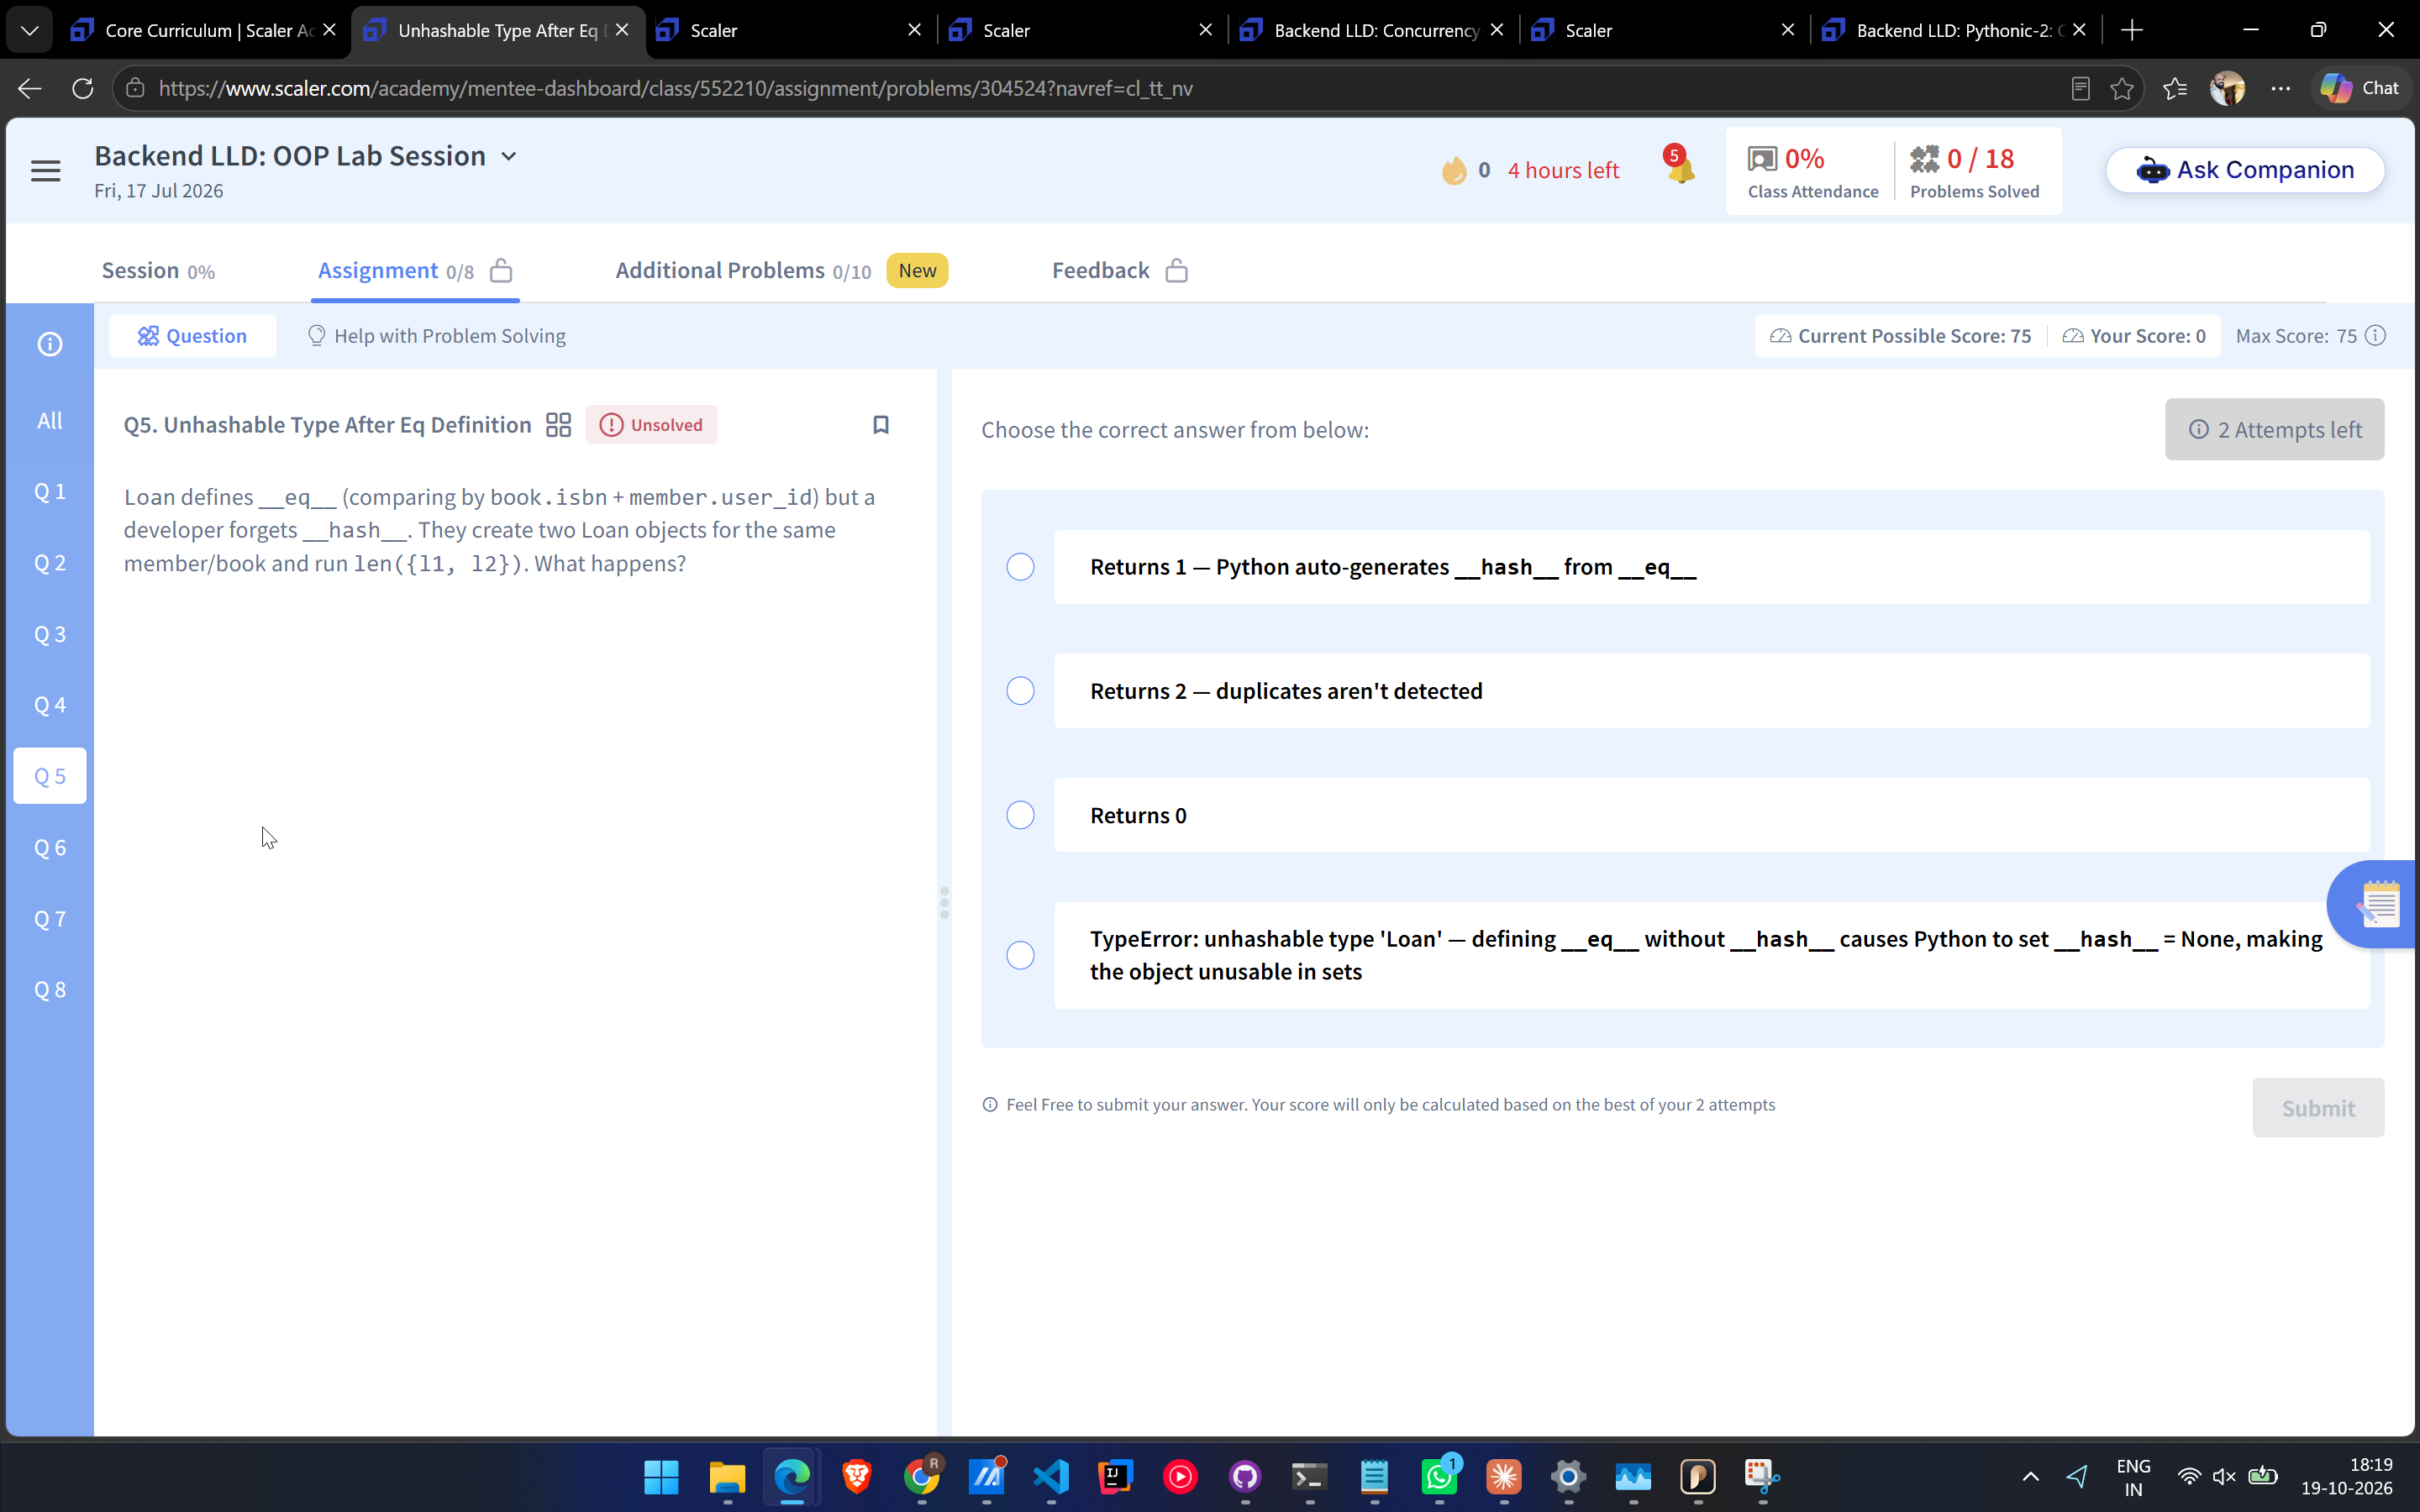 Core Curriculum | Scaler Ac
Unhashable Type After Eq D
Scaler
Scaler
Backend LLD: Concurrency
Scaler
Backend LLD: Pythonic-2: C
https://www.scaler.com/academy/mentee-dashboard/class/552210/assignment/problems/304524?navref=cl_tt_nv
Chat
Backend LLD: OOP Lab Session
Fri, 17 Jul 2026
0 4 hours left
5
0%
Class Attendance
0 / 18
Problems Solved
Ask Companion
Session 0%
Assignment 0/8
Additional Problems 0/10 New
Feedback
Question
Help with Problem Solving
Current Possible Score: 75
Your Score: 0
Max Score: 75
All
Q 1
Q 2
Q 3
Q 4
Q 5
Q 6
Q 7
Q 8
Q5. Unhashable Type After Eq Definition
Unsolved
Loan defines __eq__ (comparing by book.isbn + member.user_id) but a
developer forgets __hash__. They create two Loan objects for the same
member/book and run len({l1, l2}). What happens?
Choose the correct answer from below:
2 Attempts left
Returns 1 — Python auto-generates __hash__ from __eq__
Returns 2 — duplicates aren't detected
Returns 0
TypeError: unhashable type 'Loan' — defining __eq__ without __hash__ causes Python to set __hash__ = None, making
the object unusable in sets
Feel Free to submit your answer. Your score will only be calculated based on the best of your 2 attempts
Submit
R
IJ
1
ENG
IN
18:19
19-10-2026